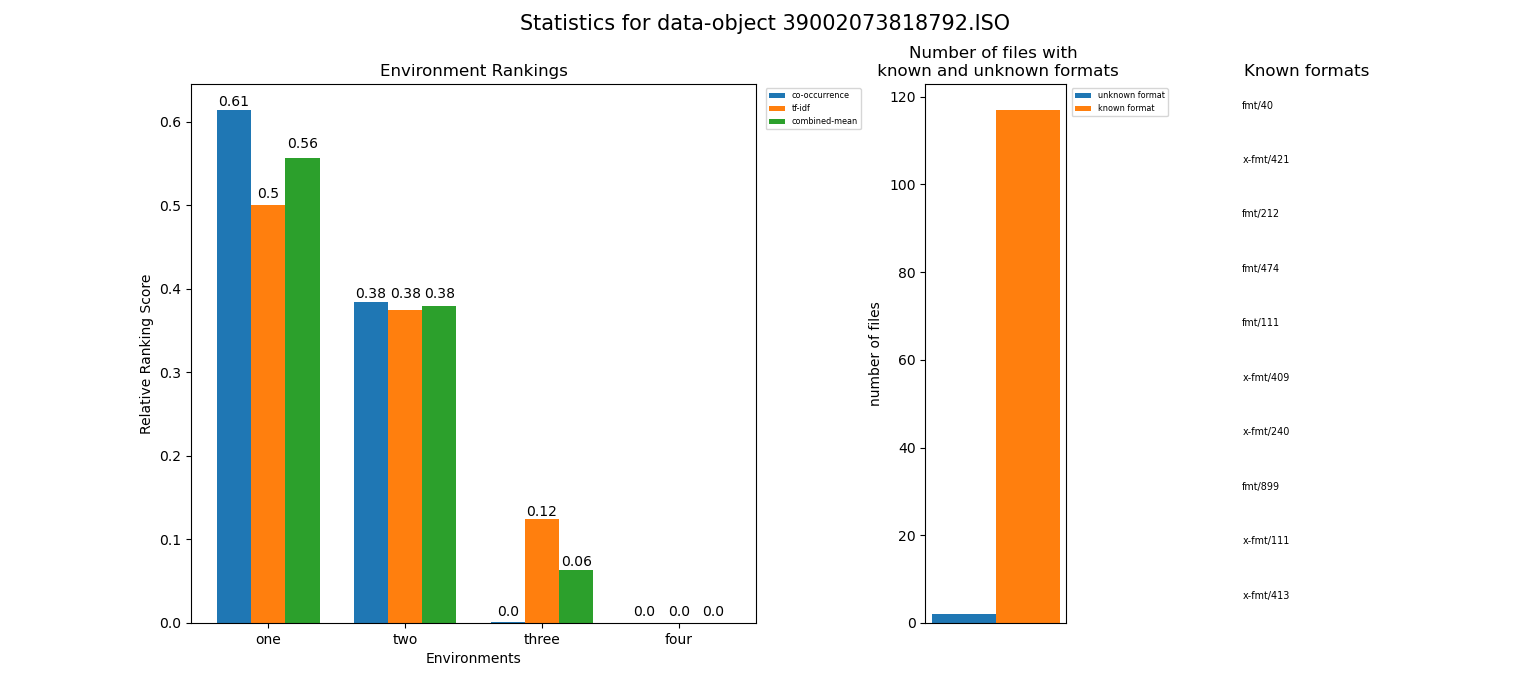 Statistics for data-object 39002073818792.ISO
Environment Rankings
0.6
0.5
0.4
0.3
0.2
0.1
0.0
Relative Ranking Score
0.61
0.5
0.56
0.38 0.38 0.38
0.0
0.12
0.06
0.0 0.0 0.0
one two three four
Environments
co-occurrence
tf-idf
combined-mean
Number of files with
known and unknown formats
120
100
80
60
40
20
0
number of files
unknown format
known format
Known formats
fmt/40
x-fmt/421
fmt/212
fmt/474
fmt/111
x-fmt/409
x-fmt/240
fmt/899
x-fmt/111
x-fmt/413